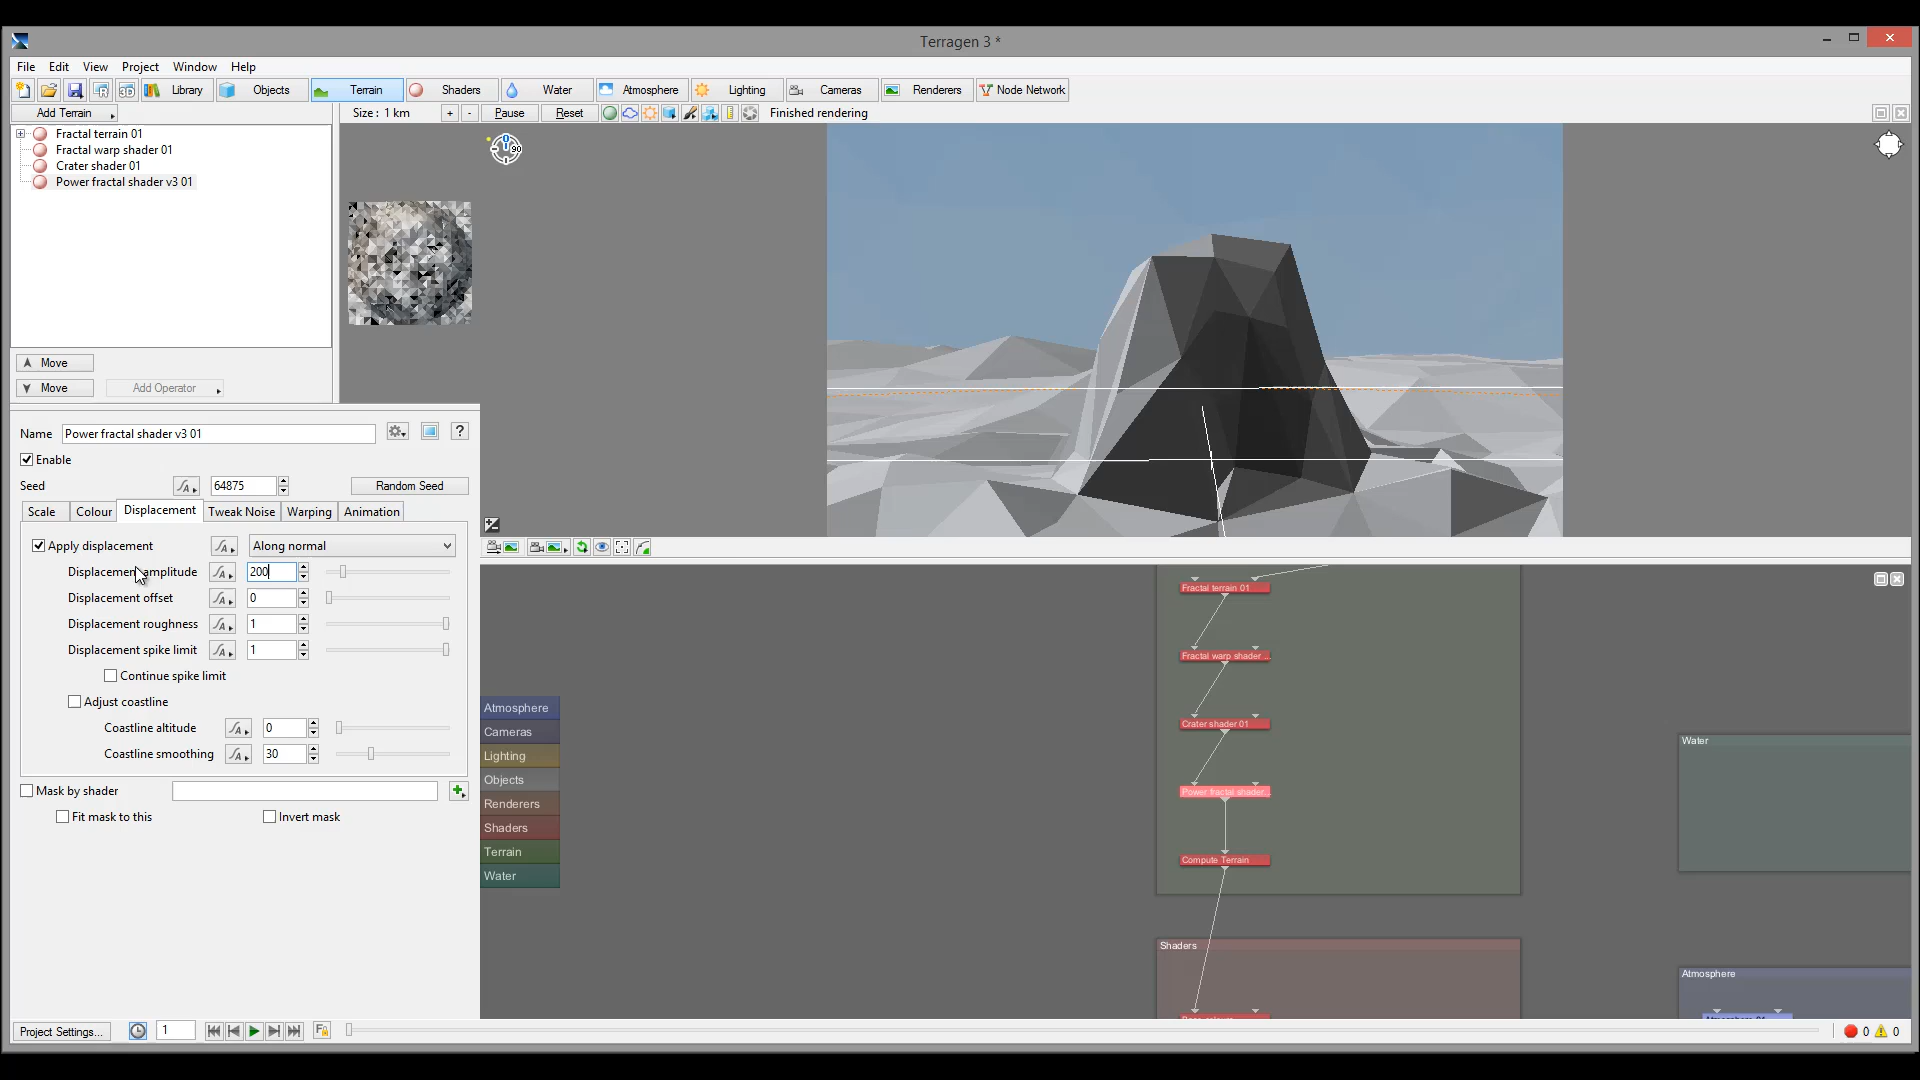 Terragen 3 *
File Edit View Project Window Help
Library Objects Terrain Shaders Water Atmosphere Lighting Cameras Renderers Node Network
Add Terrain Size : 1 km + - Pause Reset Finished rendering
Fractal terrain 01
Fractal warp shader 01
Crater shader 01
Power fractal shader v3 01
90
Move
Move Add Operator
Name Power fractal shader v3 01 ?
Enable
Seed 64875 Random Seed
Scale Colour Displacement Tweak Noise Warping Animation
Apply displacement Along normal
Displacement amplitude 200
Displacement offset 0
Displacement roughness 1
Displacement spike limit 1
Continue spike limit
Adjust coastline
Coastline altitude 0
Coastline smoothing 30
Mask by shader
Fit mask to this Invert mask
Atmosphere
Cameras
Lighting
Objects
Renderers
Shaders
Terrain
Water
Fractal terrain 01
Fractal warp shader ...
Crater shader 01
Power fractal shader...
Compute Terrain
Shaders
Water
Atmosphere
Project Settings... 1 0 0